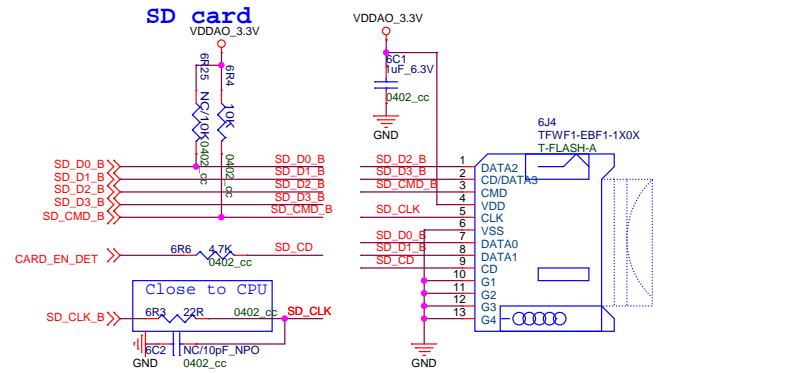 SD card
VDDAO_3.3V
6R25
NC/10K
0402_cc
6R4
10K
0402_cc
SD_D0_B
SD_D1_B
SD_D2_B
SD_D3_B
SD_CMD_B
SD_D0_B
SD_D1_B
SD_D2_B
SD_D3_B
SD_CMD_B
CARD_EN_DET
6R6
4.7K
0402_cc
SD_CD
Close to CPU
SD_CLK_B
6R3
22R
0402_cc
SD_CLK
6C2
NC/10pF_NPO
0402_cc
GND
VDDAO_3.3V
6C1
1uF_6.3V
0402_cc
GND
6J4
TFWF1-EBF1-1X0X
T-FLASH-A
SD_D2_B 1 DATA2
SD_D3_B 2 CD/DATA3
SD_CMD_B 3 CMD
4 VDD
SD_CLK 5 CLK
6 VSS
SD_D0_B 7 DATA0
SD_D1_B 8 DATA1
SD_CD 9 CD
10 G1
11 G2
12 G3
13 G4
GND